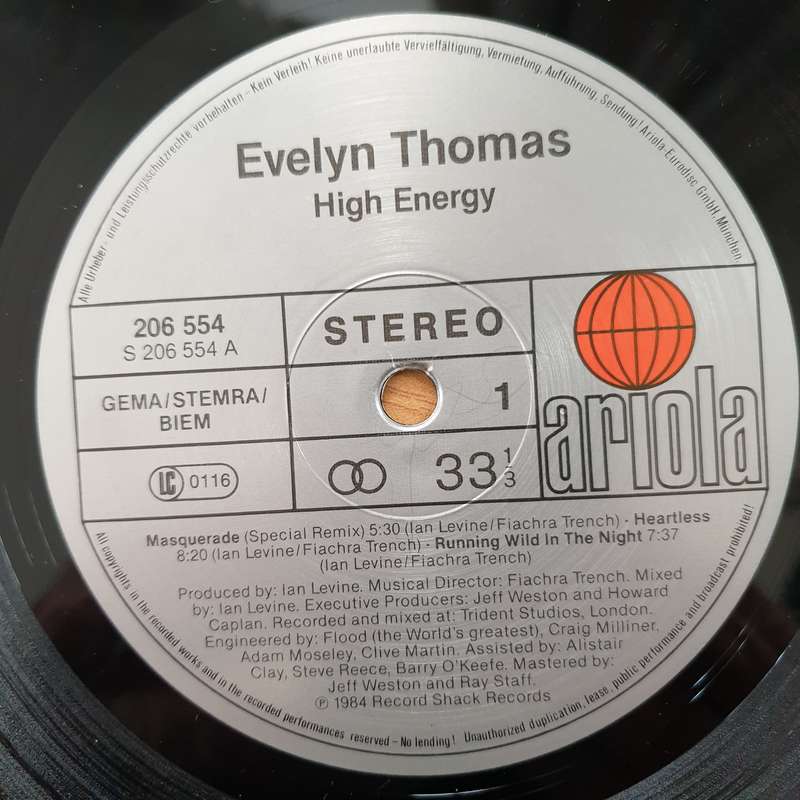 Alle Urheber- und Leistungsschutzrechte vorbehalten – Kein Verleih! Keine unerlaubte Vervielfältigung, Vermietung, Aufführung, Sendung! Ariola-Eurodisc GmbH, München.
Evelyn Thomas
High Energy
206 554
S 206 554 A
STEREO
GEMA/STEMRA/
BIEM
1
LC 0116
33 1/3
ariola
Masquerade (Special Remix) 5:30 (Ian Levine/Fiachra Trench) · Heartless
8:20 (Ian Levine/Fiachra Trench) · Running Wild In The Night 7:37
(Ian Levine/Fiachra Trench)
Produced by: Ian Levine. Musical Director: Fiachra Trench. Mixed
by: Ian Levine. Executive Producers: Jeff Weston and Howard
Caplan. Recorded and mixed at: Trident Studios, London.
Engineered by: Flood (the World's greatest), Craig Milliner,
Adam Moseley, Clive Martin. Assisted by: Alistair
Clay, Steve Reece, Barry O'Keefe. Mastered by:
Jeff Weston and Ray Staff.
℗ 1984 Record Shack Records
All copyrights in the recorded works and in the recorded performances reserved – No lending! Unauthorized duplication, lease, public performance and broadcast prohibited!